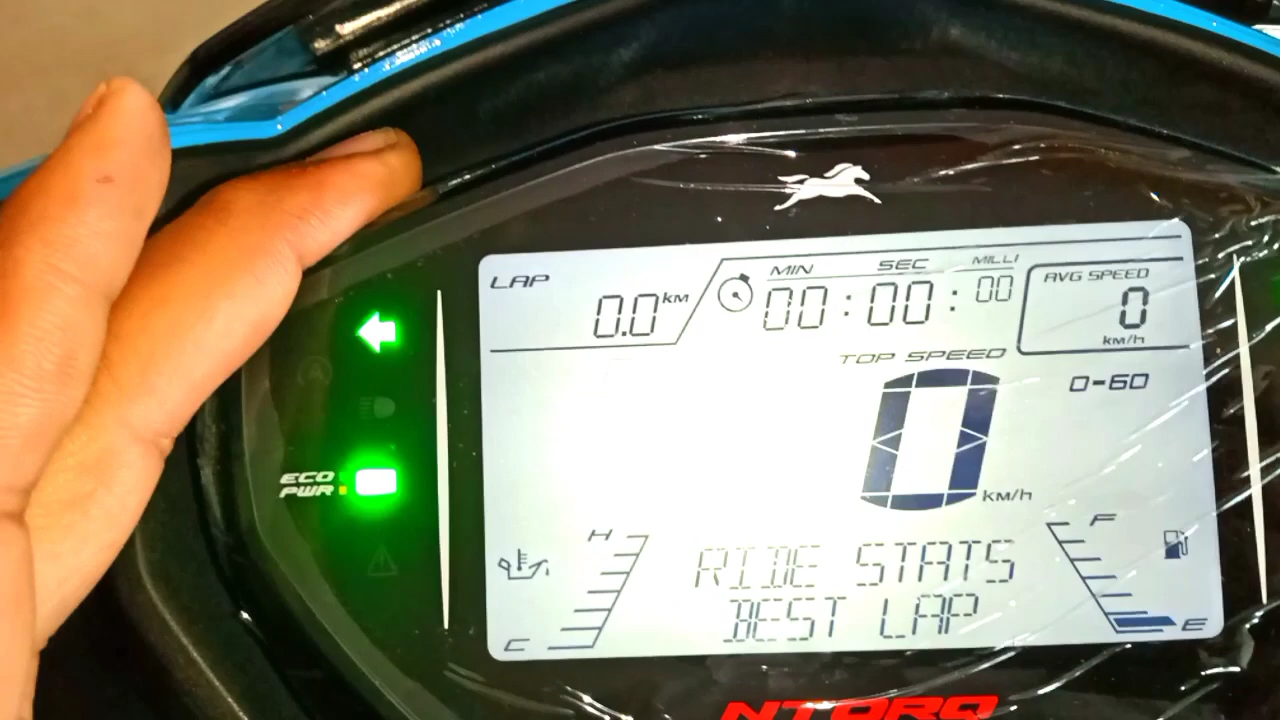 LAP
0.0 km
MIN SEC MILLI
00:00:00
AVG SPEED
0
km/h
TOP SPEED
0 km/h
0-60
ECO
PWR
H
C
RIDE STATS
BEST LAP
F
E
NTORQ